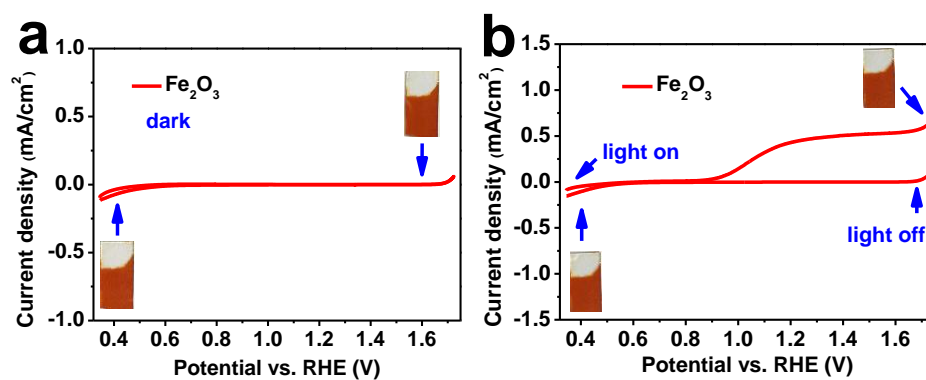 a
1.0
0.5
0.0
-0.5
-1.0
Current density (mA/cm²)
Fe₂O₃
dark
0.4 0.6 0.8 1.0 1.2 1.4 1.6
Potential vs. RHE (V)
b
1.5
1.0
0.5
0.0
-0.5
-1.0
-1.5
Current density (mA/cm²)
Fe₂O₃
light on
light off
0.4 0.6 0.8 1.0 1.2 1.4 1.6
Potential vs. RHE (V)